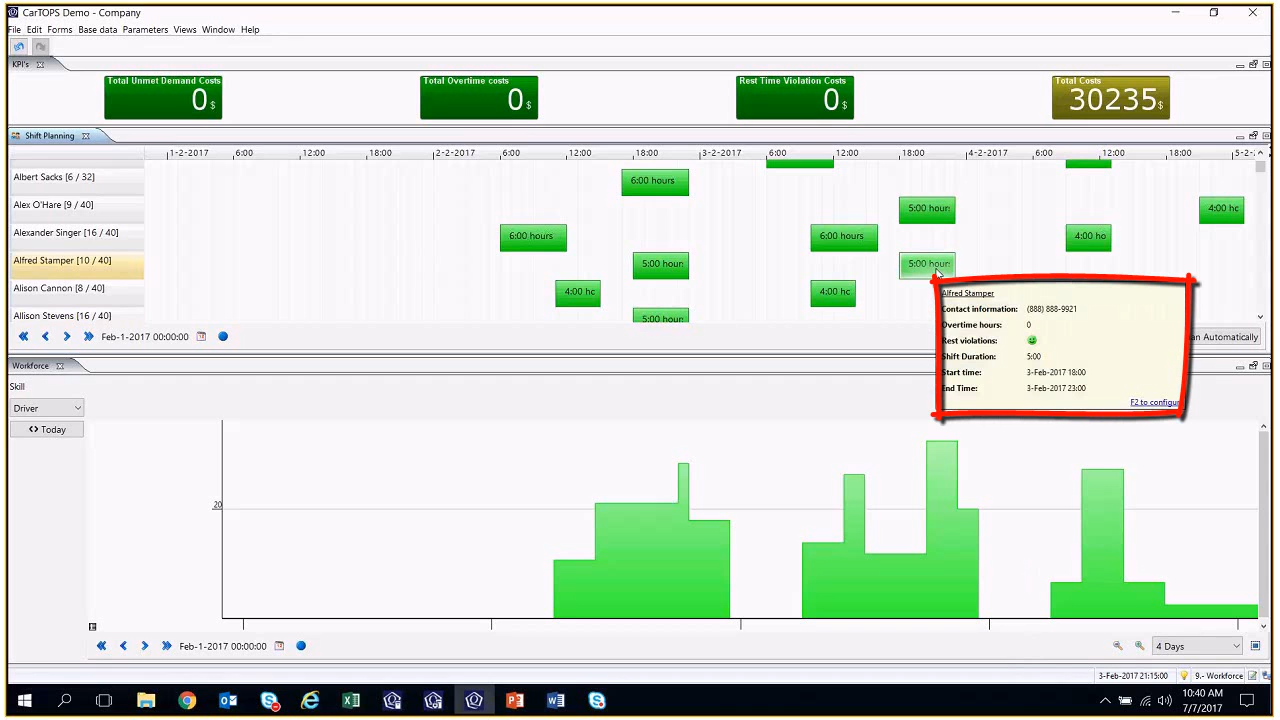 CarTOPS Demo - Company
File Edit Forms Base data Parameters Views Window Help
KPI's
Total Unmet Demand Costs
0 $
Total Overtime costs
0 $
Rest Time Violation Costs
0 $
Total Costs
30235 $
Shift Planning
1-2-2017 6:00 12:00 18:00 2-2-2017 6:00 12:00 18:00 3-2-2017 6:00 12:00 18:00 4-2-2017 6:00 12:00 18:00 5-2-
Albert Sacks [6 / 32] 6:00 hours
Alex O'Hare [9 / 40] 5:00 hours 4:00 hc
Alexander Singer [16 / 40] 6:00 hours 6:00 hours 4:00 ho
Alfred Stamper [10 / 40] 5:00 hours 5:00 hours
Alison Cannon [8 / 40] 4:00 hc 4:00 hc
Allison Stevens [16 / 40] 5:00 hours
Feb-1-2017 00:00:00
an Automatically
Alfred Stamper
Contact information: (888) 888-9921
Overtime hours: 0
Rest violations:
Shift Duration: 5:00
Start time: 3-Feb-2017 18:00
End Time: 3-Feb-2017 23:00
F2 to configur
Workforce
Skill
Driver
Today
20
Feb-1-2017 00:00:00
4 Days
3-Feb-2017 21:15:00
9.- Workforce
10:40 AM
7/7/2017